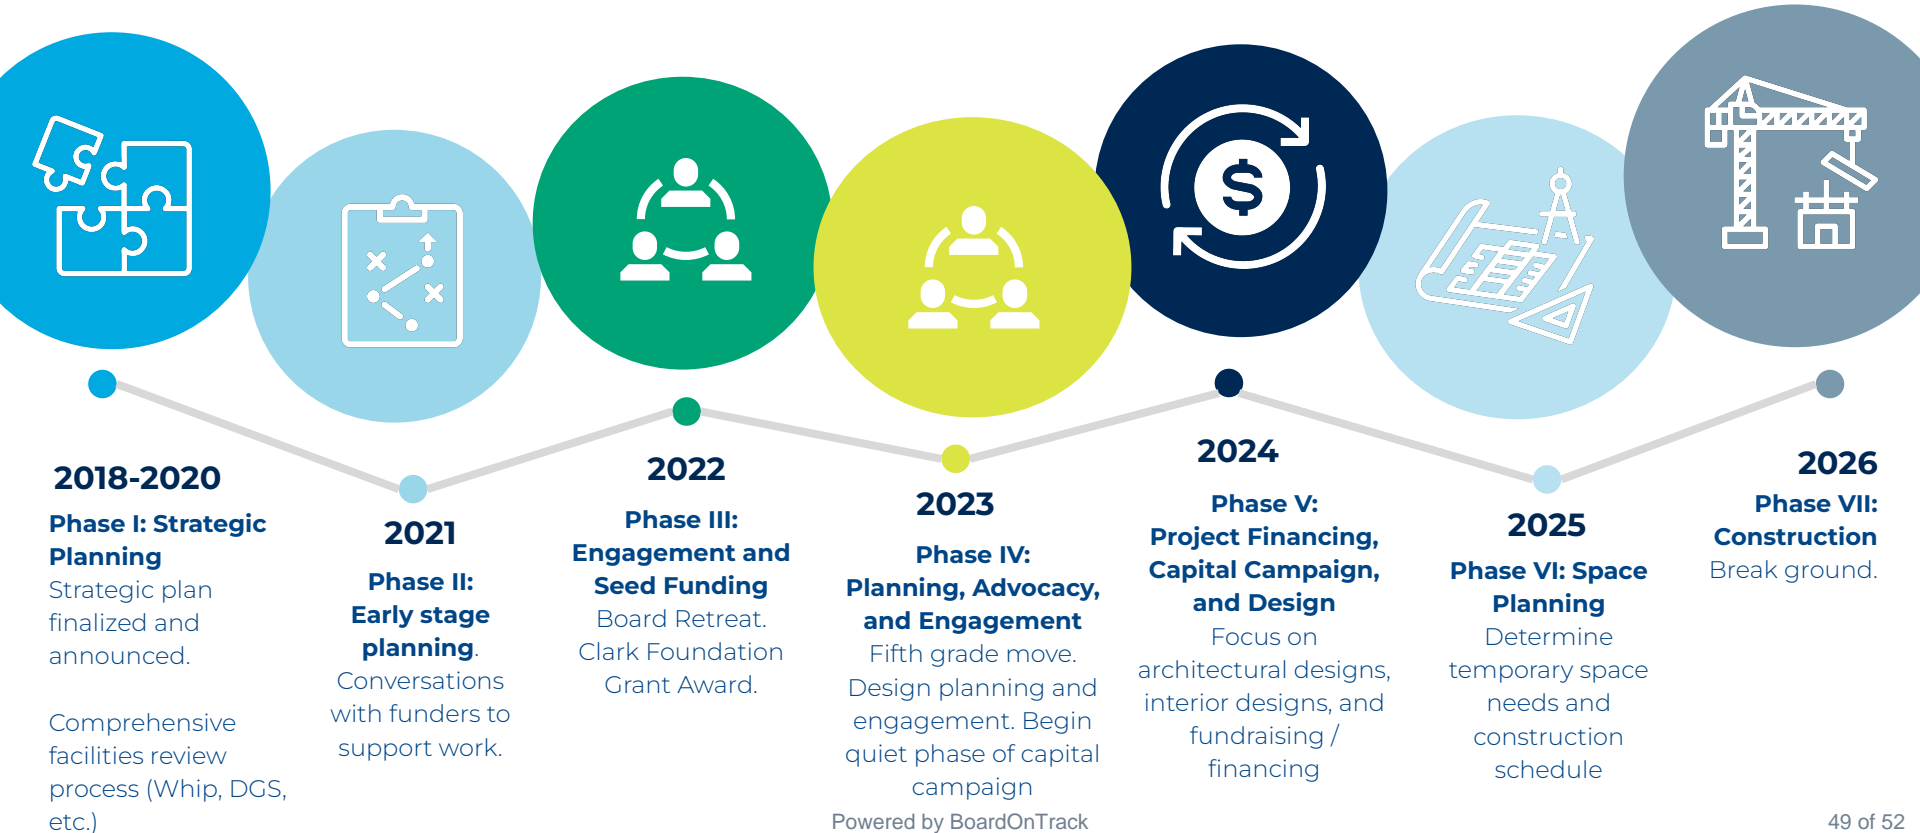 $
2018-2020
Phase I: Strategic
Planning
Strategic plan
finalized and
announced.
Comprehensive
facilities review
process (Whip, DGS,
etc.)
2021
Phase II:
Early stage
planning.
Conversations
with funders to
support work.
2022
Phase III:
Engagement and
Seed Funding
Board Retreat.
Clark Foundation
Grant Award.
2023
Phase IV:
Planning, Advocacy,
and Engagement
Fifth grade move.
Design planning and
engagement. Begin
quiet phase of capital
campaign
2024
Phase V:
Project Financing,
Capital Campaign,
and Design
Focus on
architectural designs,
interior designs, and
fundraising /
financing
2025
Phase VI: Space
Planning
Determine
temporary space
needs and
construction
schedule
2026
Phase VII:
Construction
Break ground.
Powered by BoardOnTrack
49 of 52